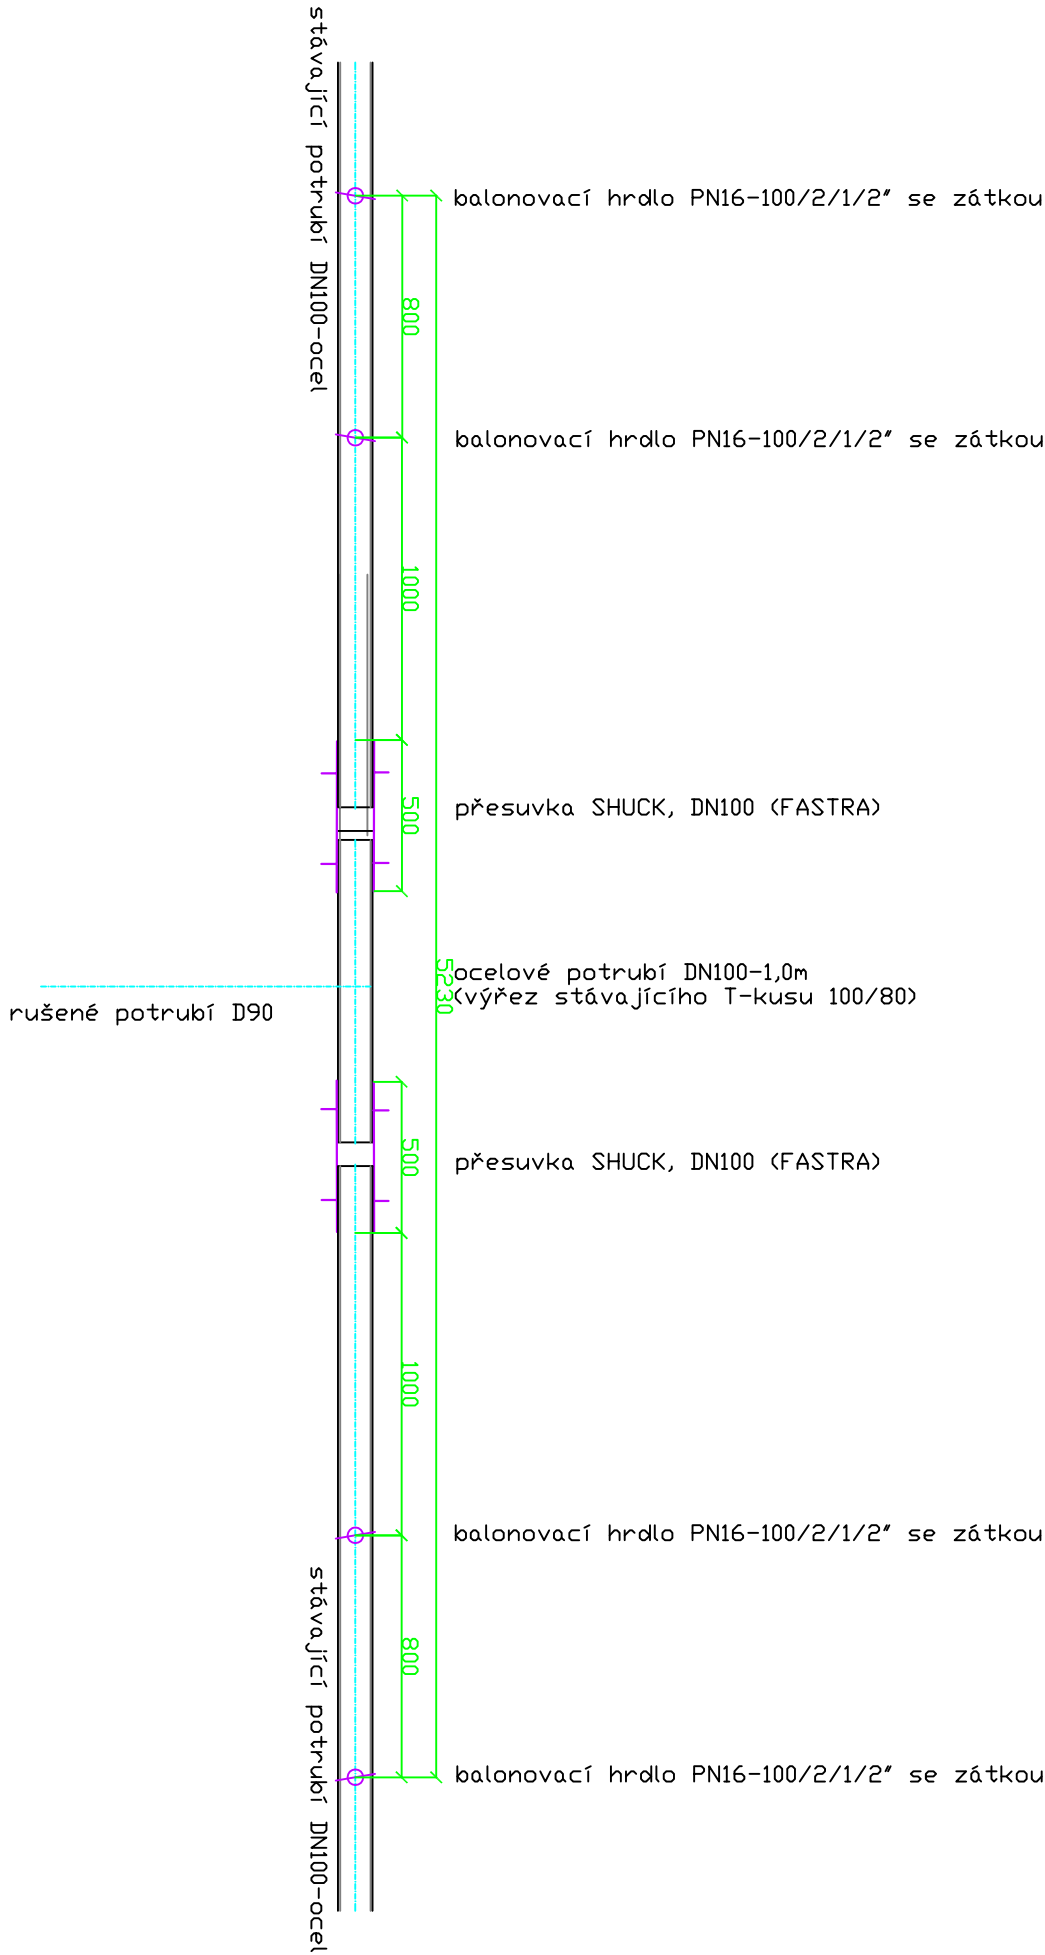 stávající potrubí DN100-ocel
balonovací hrdlo PN16-100/2/1/2" se zátkou
800
balonovací hrdlo PN16-100/2/1/2" se zátkou
1000
500
přesuvka SHUCK, DN100 (FASTRA)
5230
ocelové potrubí DN100-1,0m
(výřez stávajícího T-kusu 100/80)
rušené potrubí D90
500
přesuvka SHUCK, DN100 (FASTRA)
1000
balonovací hrdlo PN16-100/2/1/2" se zátkou
stávající potrubí DN100-ocel
800
balonovací hrdlo PN16-100/2/1/2" se zátkou